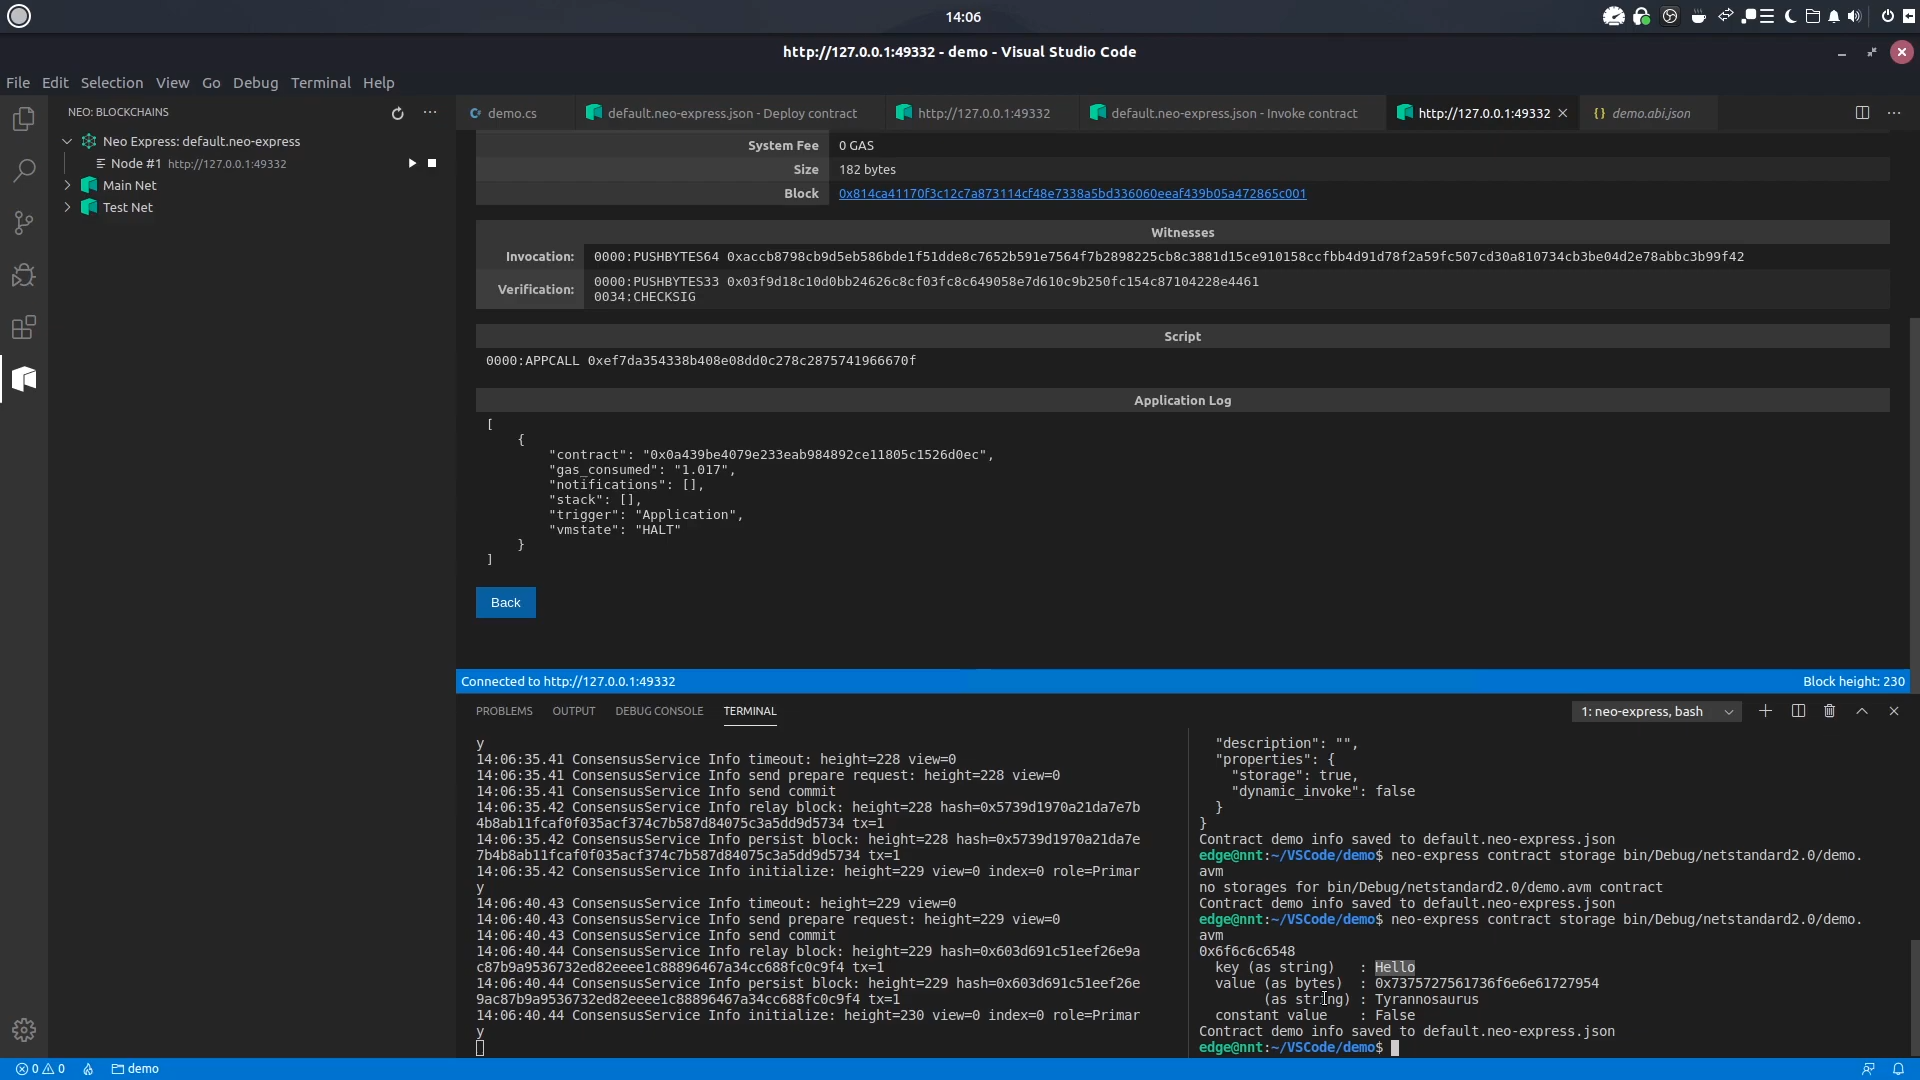 14:06
http://127.0.0.1:49332 - demo - Visual Studio Code
File Edit Selection View Go Debug Terminal Help
NEO: BLOCKCHAINS
Neo Express: default.neo-express
Node #1 http://127.0.0.1:49332
Main Net
Test Net
demo.cs
default.neo-express.json - Deploy contract
http://127.0.0.1:49332
default.neo-express.json - Invoke contract
http://127.0.0.1:49332
{} demo.abi.json
System Fee 0 GAS
Size 182 bytes
Block 0x814ca41170f3c12c7a873114cf48e7338a5bd336060eeaf439b05a472865c001
Witnesses
Invocation: 0000:PUSHBYTES64 0xaccb8798cb9d5eb586bde1f51dde8c7652b591e7564f7b2898225cb8c3881d15ce910158ccfbb4d91d78f2a59fc507cd30a810734cb3be04d2e78abbc3b99f42
Verification: 0000:PUSHBYTES33 0x03f9d18c10d0bb24626c8cf03fc8c649058e7d610c9b250fc154c87104228e4461
0034:CHECKSIG
Script
0000:APPCALL 0xef7da354338b408e08dd0c278c2875741966670f
Application Log
[
{
"contract": "0x0a439be4079e233eab984892ce11805c1526d0ec",
"gas_consumed": "1.017",
"notifications": [],
"stack": [],
"trigger": "Application",
"vmstate": "HALT"
}
]
Back
Connected to http://127.0.0.1:49332
Block height: 230
PROBLEMS OUTPUT DEBUG CONSOLE TERMINAL
1: neo-express, bash
y
14:06:35.41 ConsensusService Info timeout: height=228 view=0
14:06:35.41 ConsensusService Info send prepare request: height=228 view=0
14:06:35.41 ConsensusService Info send commit
14:06:35.42 ConsensusService Info relay block: height=228 hash=0x5739d1970a21da7e7b
4b8ab11fcaf0f035acf374c7b587d84075c3a5dd9d5734 tx=1
14:06:35.42 ConsensusService Info persist block: height=228 hash=0x5739d1970a21da7e
7b4b8ab11fcaf0f035acf374c7b587d84075c3a5dd9d5734 tx=1
14:06:35.42 ConsensusService Info initialize: height=229 view=0 index=0 role=Primar
y
14:06:40.43 ConsensusService Info timeout: height=229 view=0
14:06:40.43 ConsensusService Info send prepare request: height=229 view=0
14:06:40.43 ConsensusService Info send commit
14:06:40.44 ConsensusService Info relay block: height=229 hash=0x603d691c51eef26e9a
c87b9a9536732ed82eeee1c88896467a34cc688fc0c9f4 tx=1
14:06:40.44 ConsensusService Info persist block: height=229 hash=0x603d691c51eef26e
9ac87b9a9536732ed82eeee1c88896467a34cc688fc0c9f4 tx=1
14:06:40.44 ConsensusService Info initialize: height=230 view=0 index=0 role=Primar
y
"description": "",
"properties": {
"storage": true,
"dynamic_invoke": false
}
}
Contract demo info saved to default.neo-express.json
edge@nnt:~/VSCode/demo$ neo-express contract storage bin/Debug/netstandard2.0/demo.
avm
no storages for bin/Debug/netstandard2.0/demo.avm contract
Contract demo info saved to default.neo-express.json
edge@nnt:~/VSCode/demo$ neo-express contract storage bin/Debug/netstandard2.0/demo.
avm
0x6f6c6c6548
key (as string) : Hello
value (as bytes) : 0x7375727561736f6e6e61727954
(as string) : Tyrannosaurus
constant value : False
Contract demo info saved to default.neo-express.json
edge@nnt:~/VSCode/demo$
0 0 demo